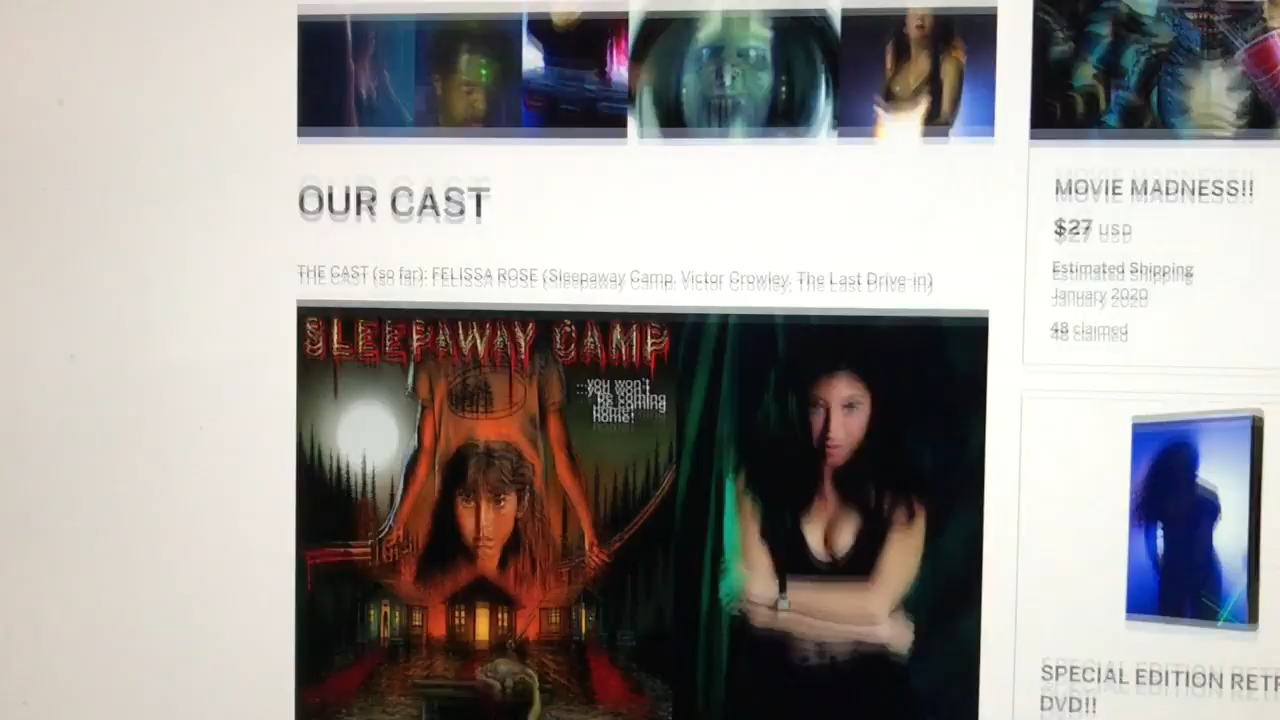 OUR CAST
THE CAST (so far): FELISSA ROSE (Sleepaway Camp, Victor Crowley, The Last Drive-in)
SLEEPAWAY CAMP
...you won't
be coming
home!
MOVIE MADNESS!!
$27 USD
Estimated Shipping
January 2020
48 claimed
SPECIAL EDITION RETR
DVD!!